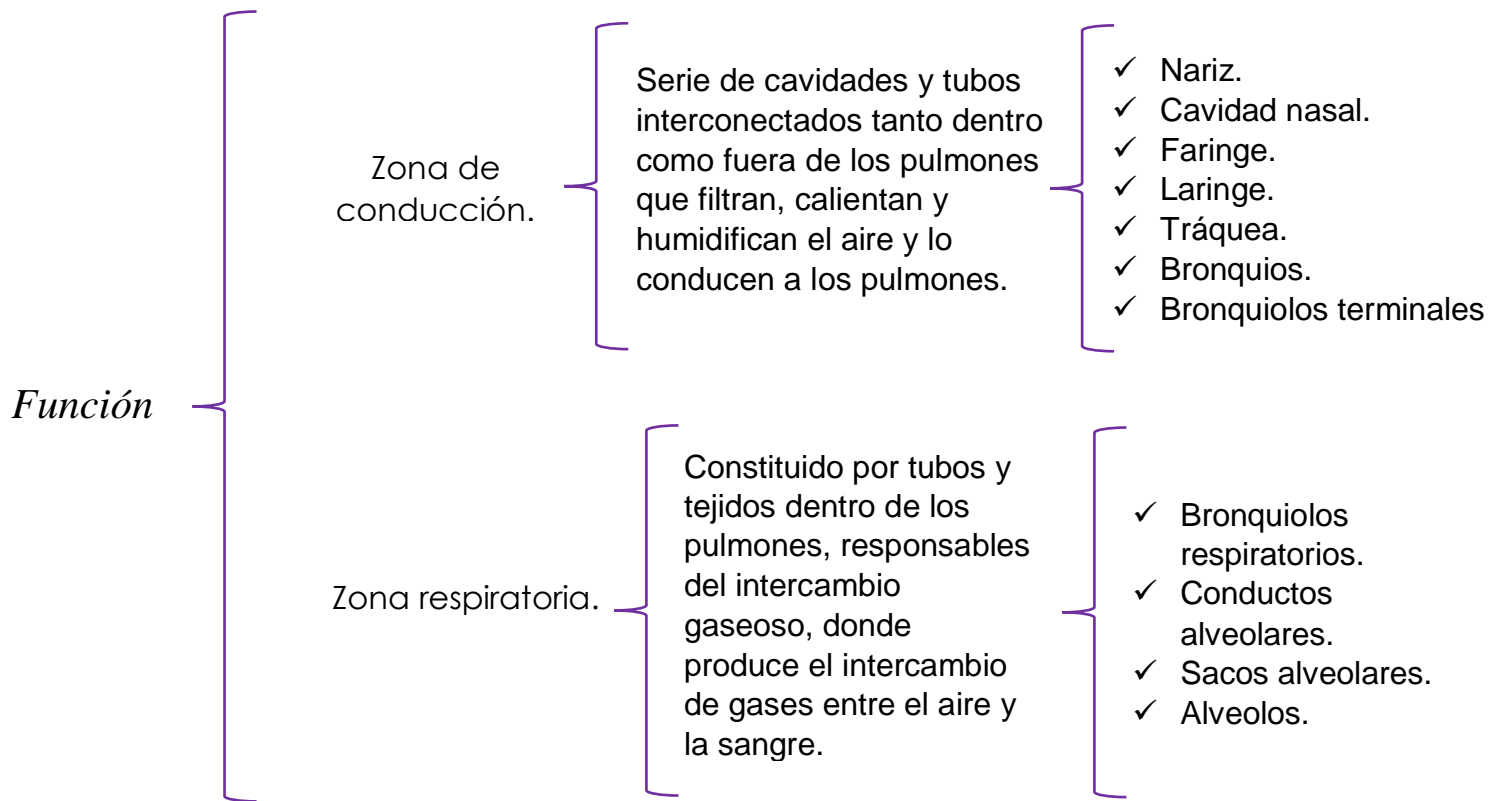 Función
Zona de
conducción.
Serie de cavidades y tubos
interconectados tanto dentro
como fuera de los pulmones
que filtran, calientan y
humidifican el aire y lo
conducen a los pulmones.
✓ Nariz.
✓ Cavidad nasal.
✓ Faringe.
✓ Laringe.
✓ Tráquea.
✓ Bronquios.
✓ Bronquiolos terminales
Zona respiratoria.
Constituido por tubos y
tejidos dentro de los
pulmones, responsables
del intercambio
gaseoso, donde
produce el intercambio
de gases entre el aire y
la sangre.
✓ Bronquiolos
respiratorios.
✓ Conductos
alveolares.
✓ Sacos alveolares.
✓ Alveolos.